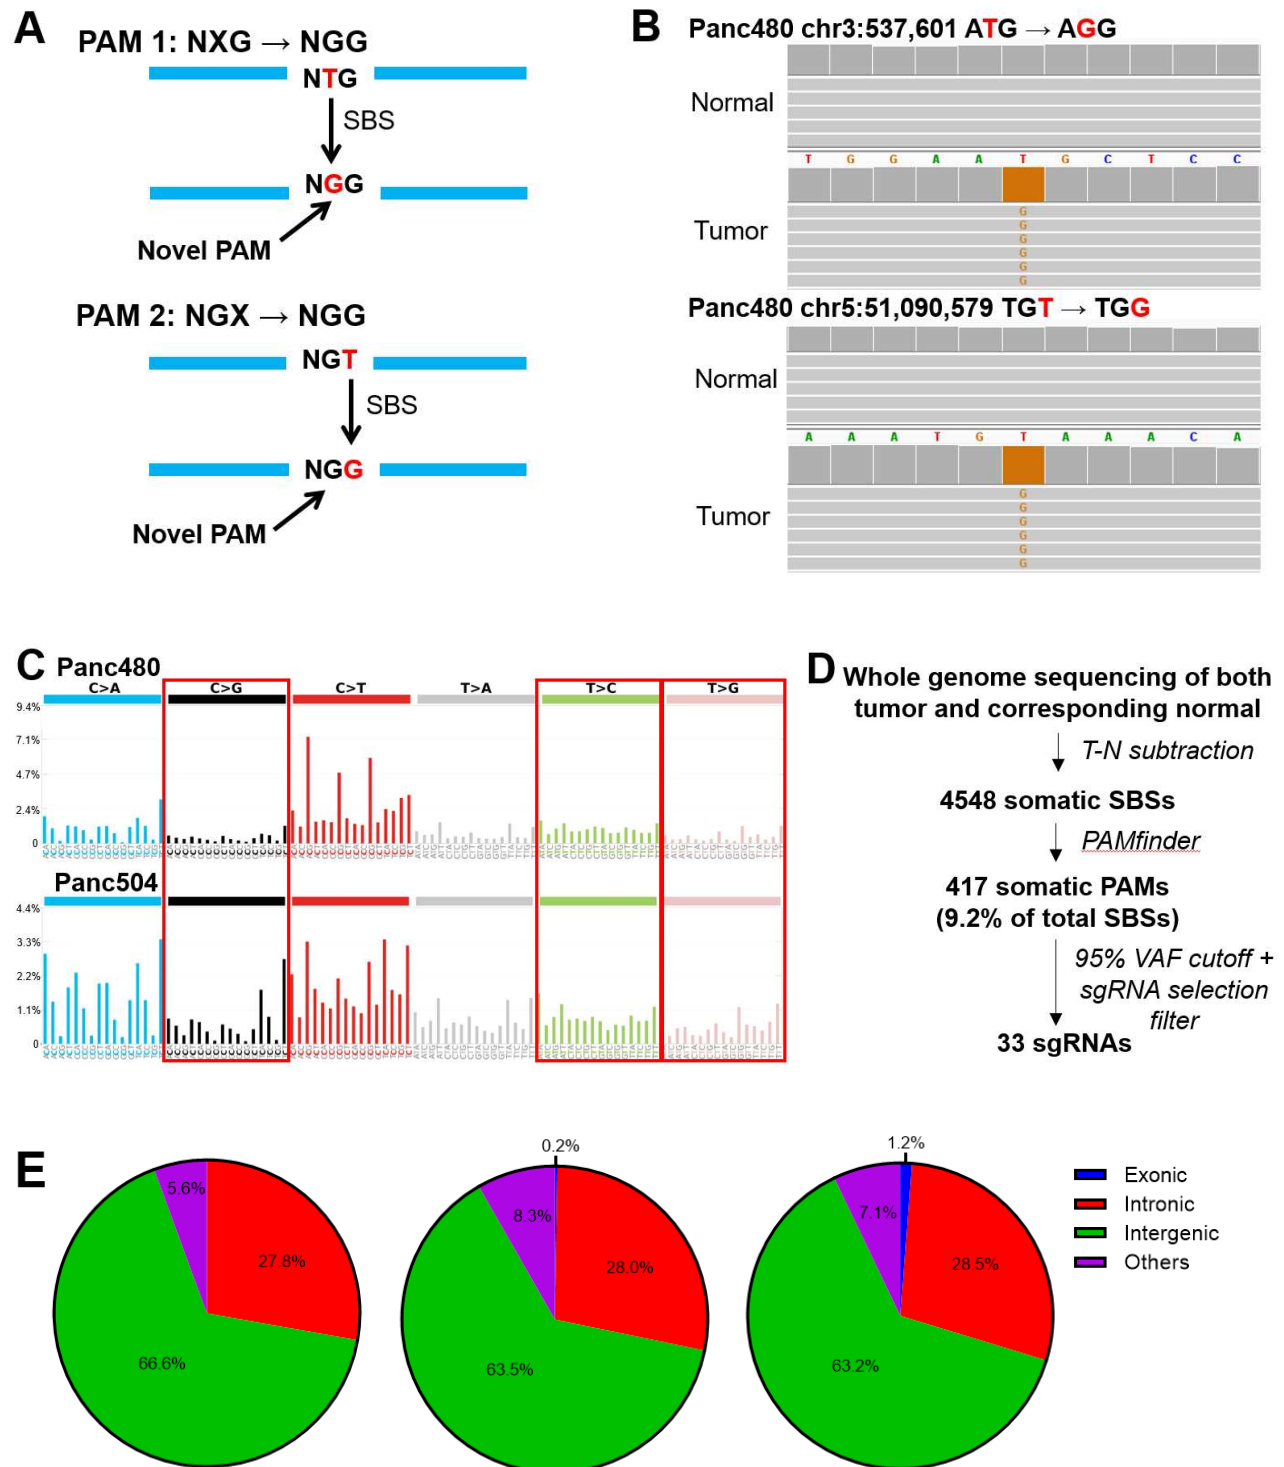 A
PAM 1: NXG → NGG
NTG
SBS
NGG
Novel PAM
PAM 2: NGX → NGG
NGT
SBS
NGG
Novel PAM
B
Panc480 chr3:537,601 ATG → AGG
Normal
T G G A A T G C T C C
Tumor
G
G
G
G
G
G
Panc480 chr5:51,090,579 TGT → TGG
Normal
A A A T G T A A A C A
Tumor
G
G
G
G
G
G
C
Panc480
C>A C>G C>T T>A T>C T>G
9.4%
7.1%
4.7%
2.4%
0
Panc504
4.4%
3.3%
2.2%
1.1%
0
D
Whole genome sequencing of both
tumor and corresponding normal
T-N subtraction
4548 somatic SBSs
PAMfinder
417 somatic PAMs
(9.2% of total SBSs)
95% VAF cutoff +
sgRNA selection
filter
33 sgRNAs
E
5.6%
27.8%
66.6%
0.2%
8.3%
28.0%
63.5%
1.2%
7.1%
28.5%
63.2%
Exonic
Intronic
Intergenic
Others